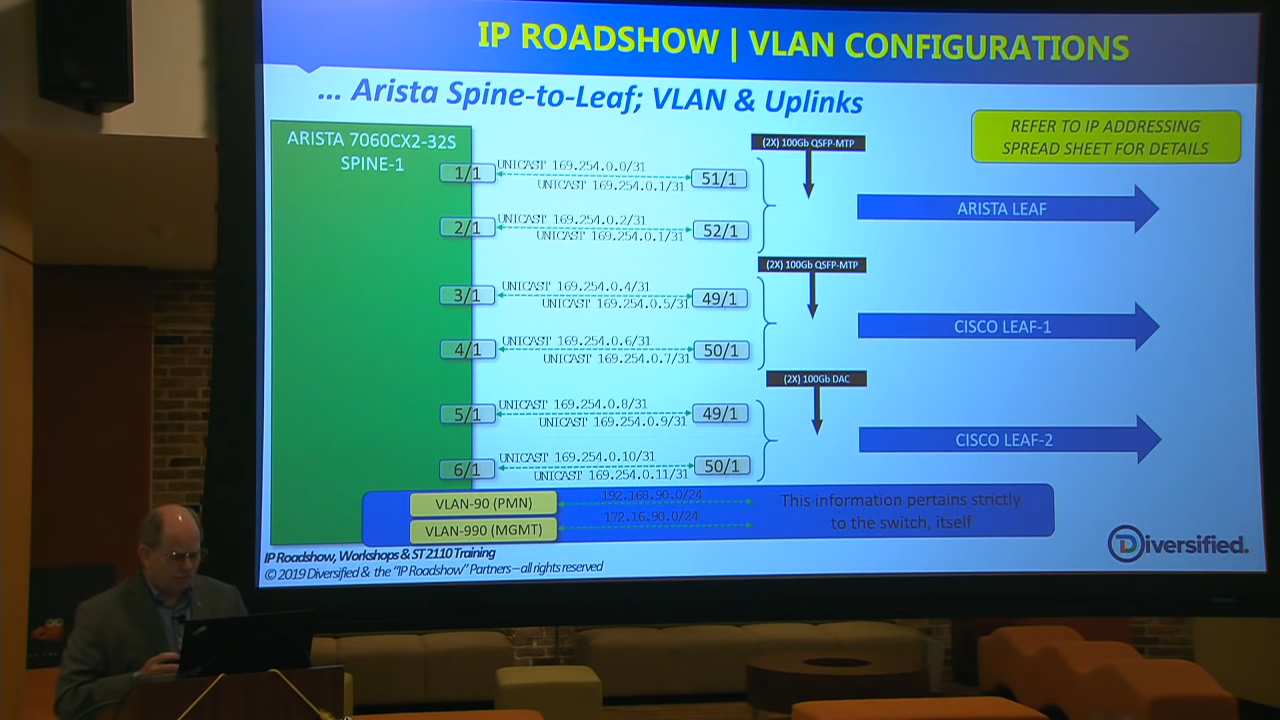 IP ROADSHOW | VLAN CONFIGURATIONS
... Arista Spine-to-Leaf; VLAN & Uplinks
REFER TO IP ADDRESSING
SPREAD SHEET FOR DETAILS
ARISTA 7060CX2-32S
SPINE-1
(2X) 100Gb QSFP-MTP
1/1
UNICAST 169.254.0.0/31
UNICAST 169.254.0.1/31
51/1
ARISTA LEAF
2/1
UNICAST 169.254.0.2/31
UNICAST 169.254.0.1/31
52/1
(2X) 100Gb QSFP-MTP
3/1
UNICAST 169.254.0.4/31
UNICAST 169.254.0.5/31
49/1
CISCO LEAF-1
4/1
UNICAST 169.254.0.6/31
UNICAST 169.254.0.7/31
50/1
(2X) 100Gb DAC
5/1
UNICAST 169.254.0.8/31
UNICAST 169.254.0.9/31
49/1
CISCO LEAF-2
6/1
UNICAST 169.254.0.10/31
UNICAST 169.254.0.11/31
50/1
VLAN-90 (PMN)
192.168.90.0/24
VLAN-990 (MGMT)
172.16.90.0/24
This information pertains strictly
to the switch, itself
IP Roadshow, Workshops & ST 2110 Training
© 2019 Diversified & the "IP Roadshow" Partners – all rights reserved
Diversified.